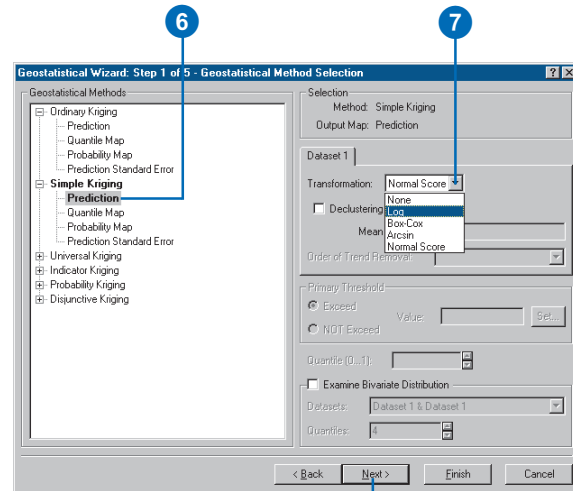 6
7
Geostatistical Wizard: Step 1 of 5 - Geostatistical Method Selection
Geostatistical Methods
Ordinary Kriging
Prediction
Quantile Map
Probability Map
Prediction Standard Error
Simple Kriging
Prediction
Quantile Map
Probability Map
Prediction Standard Error
Universal Kriging
Indicator Kriging
Probability Kriging
Disjunctive Kriging
Selection
Method: Simple Kriging
Output Map: Prediction
Dataset 1
Transformation: Normal Score
None
Log
Box-Cox
Arcsin
Normal Score
Declustering
Mean
Order of Trend Removal:
Primary Threshold
Exceed
NOT Exceed
Value:
Set...
Quantile (0...1):
Examine Bivariate Distribution
Datasets: Dataset 1 & Dataset 1
Quantiles: 4
< Back
Next >
Finish
Cancel